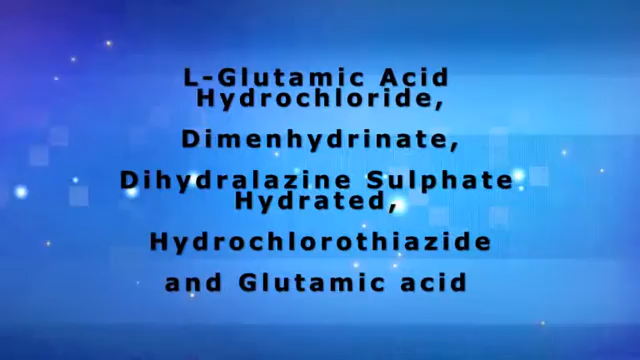 L-Glutamic Acid
Hydrochloride,
Dimenhydrinate,
Dihydralazine Sulphate
Hydrated,
Hydrochlorothiazide
and Glutamic acid